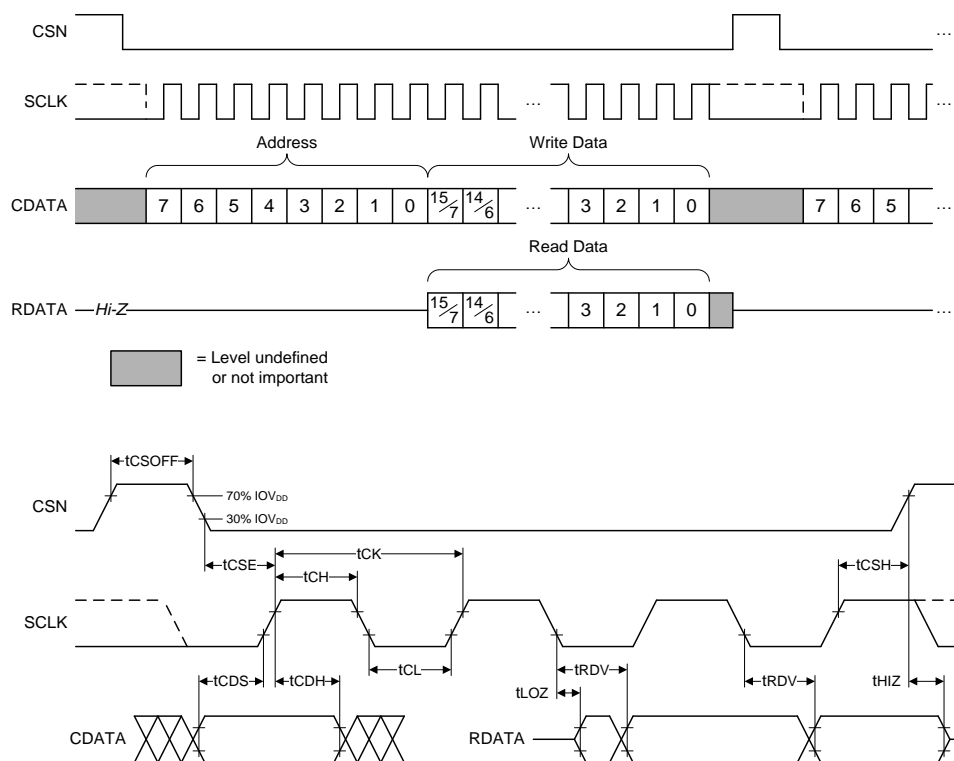 CSN ...
SCLK ... ...
Address Write Data
CDATA 7 6 5 4 3 2 1 0 15/7 14/6 ... 3 2 1 0 7 6 5 ...
Read Data
RDATA Hi-Z 15/7 14/6 ... 3 2 1 0 ...
= Level undefined
or not important
tCSOFF
CSN 70% IOVDD
30% IOVDD
tCSE tCK tCSH
tCH
SCLK
tCL tRDV tRDV tHIZ
tCDS tCDH tLOZ
CDATA RDATA